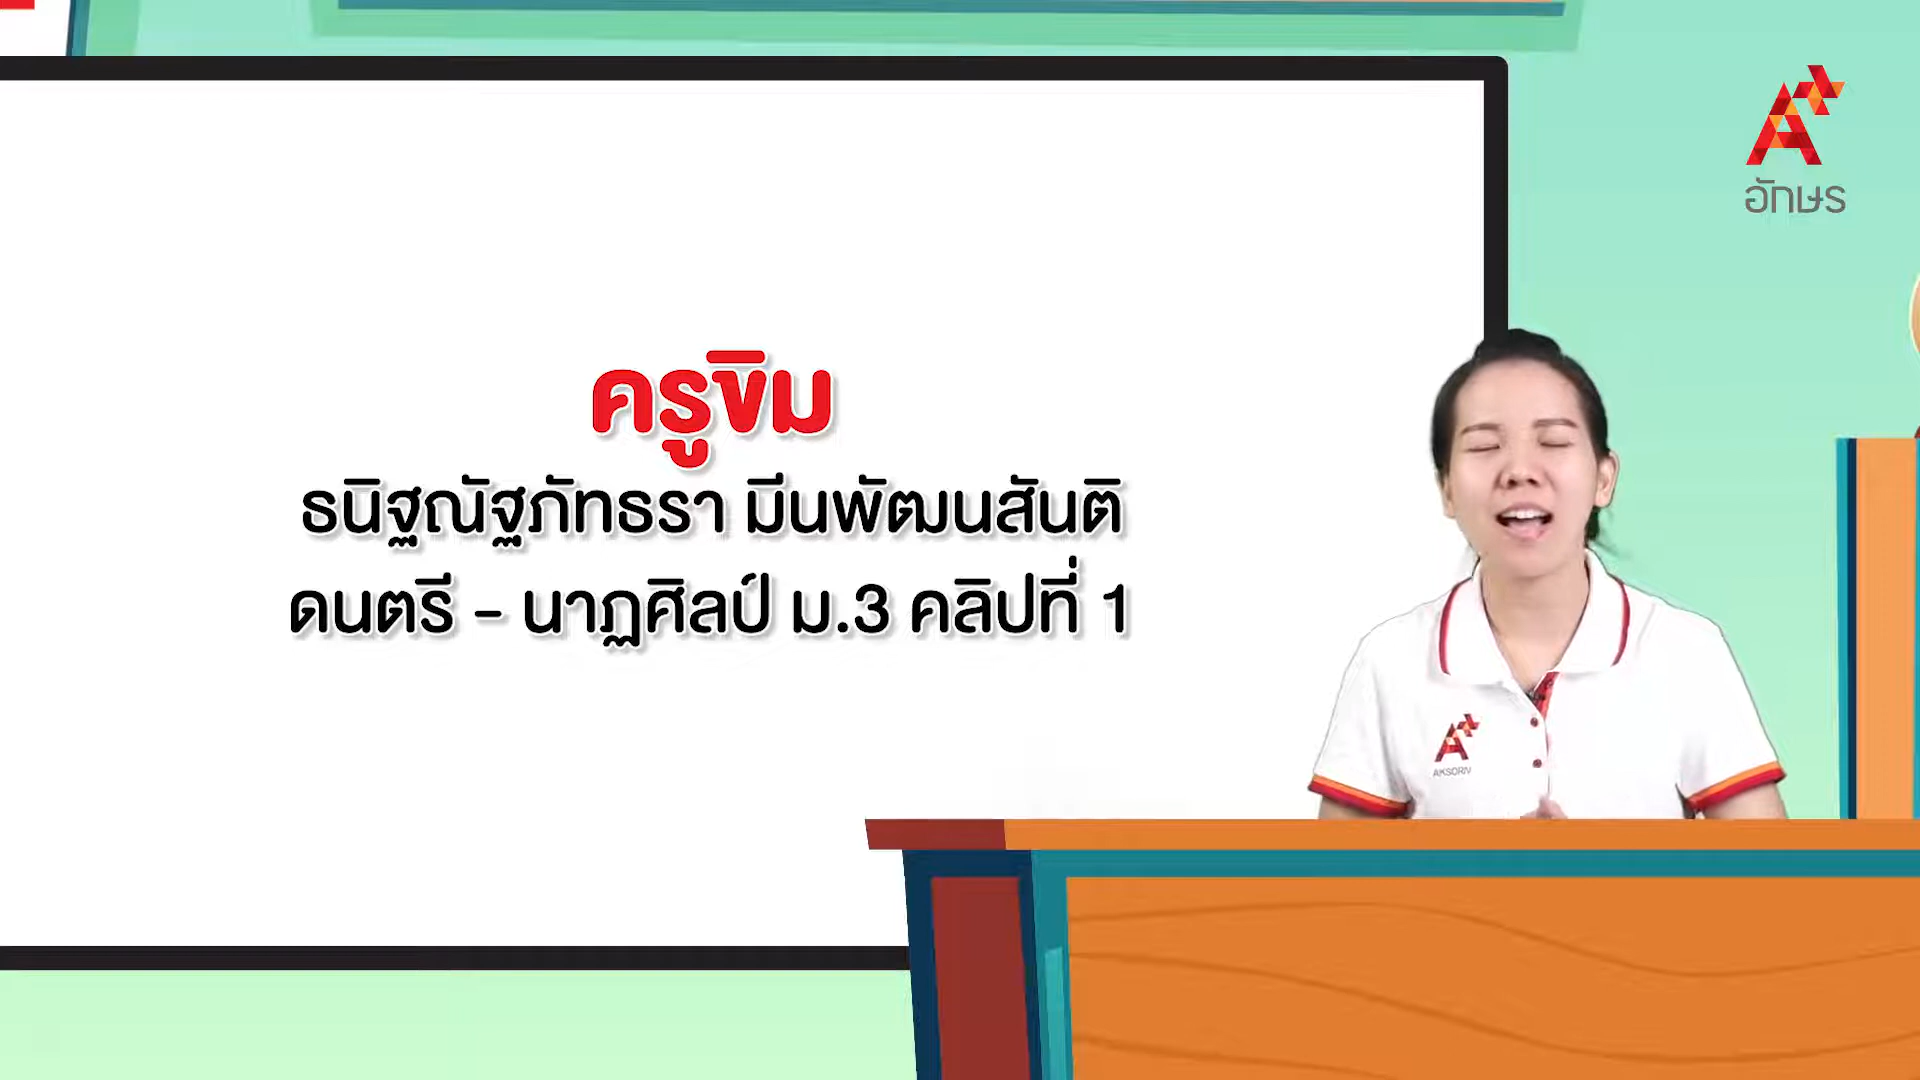 อักษร
ครูขิม
ธนิฐณัฐภัทธรา มีนพัฒนสันติ
ดนตรี - นาฏศิลป์ ม.3 คลิปที่ 1
AKSORN